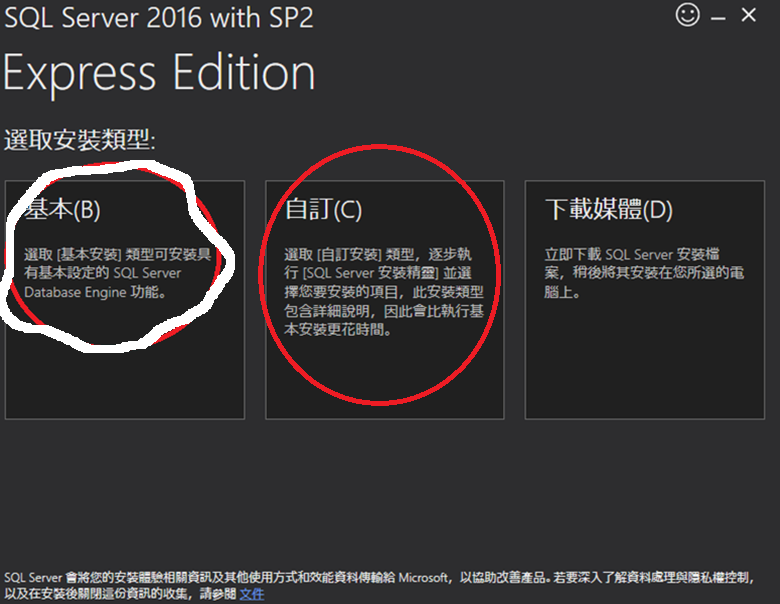 SQL Server 2016 with SP2
Express Edition
選取安裝類型:
基本(B)
選取 [基本安裝] 類型可安裝具
有基本設定的 SQL Server
Database Engine 功能。
自訂(C)
選取 [自訂安裝] 類型，逐步執
行 [SQL Server 安裝精靈] 並選
擇您要安裝的項目，此安裝類型
包含詳細說明，因此會比執行基
本安裝更花時間。
下載媒體(D)
立即下載 SQL Server 安裝檔
案，稍後將其安裝在您所選的電
腦上。
SQL Server 會將您的安裝體驗相關資訊及其他使用方式和效能資料傳輸給 Microsoft，以協助改善產品。若要深入了解資料處理與隱私權控制，
以及在安裝後關閉這份資訊的收集，請參閱 文件